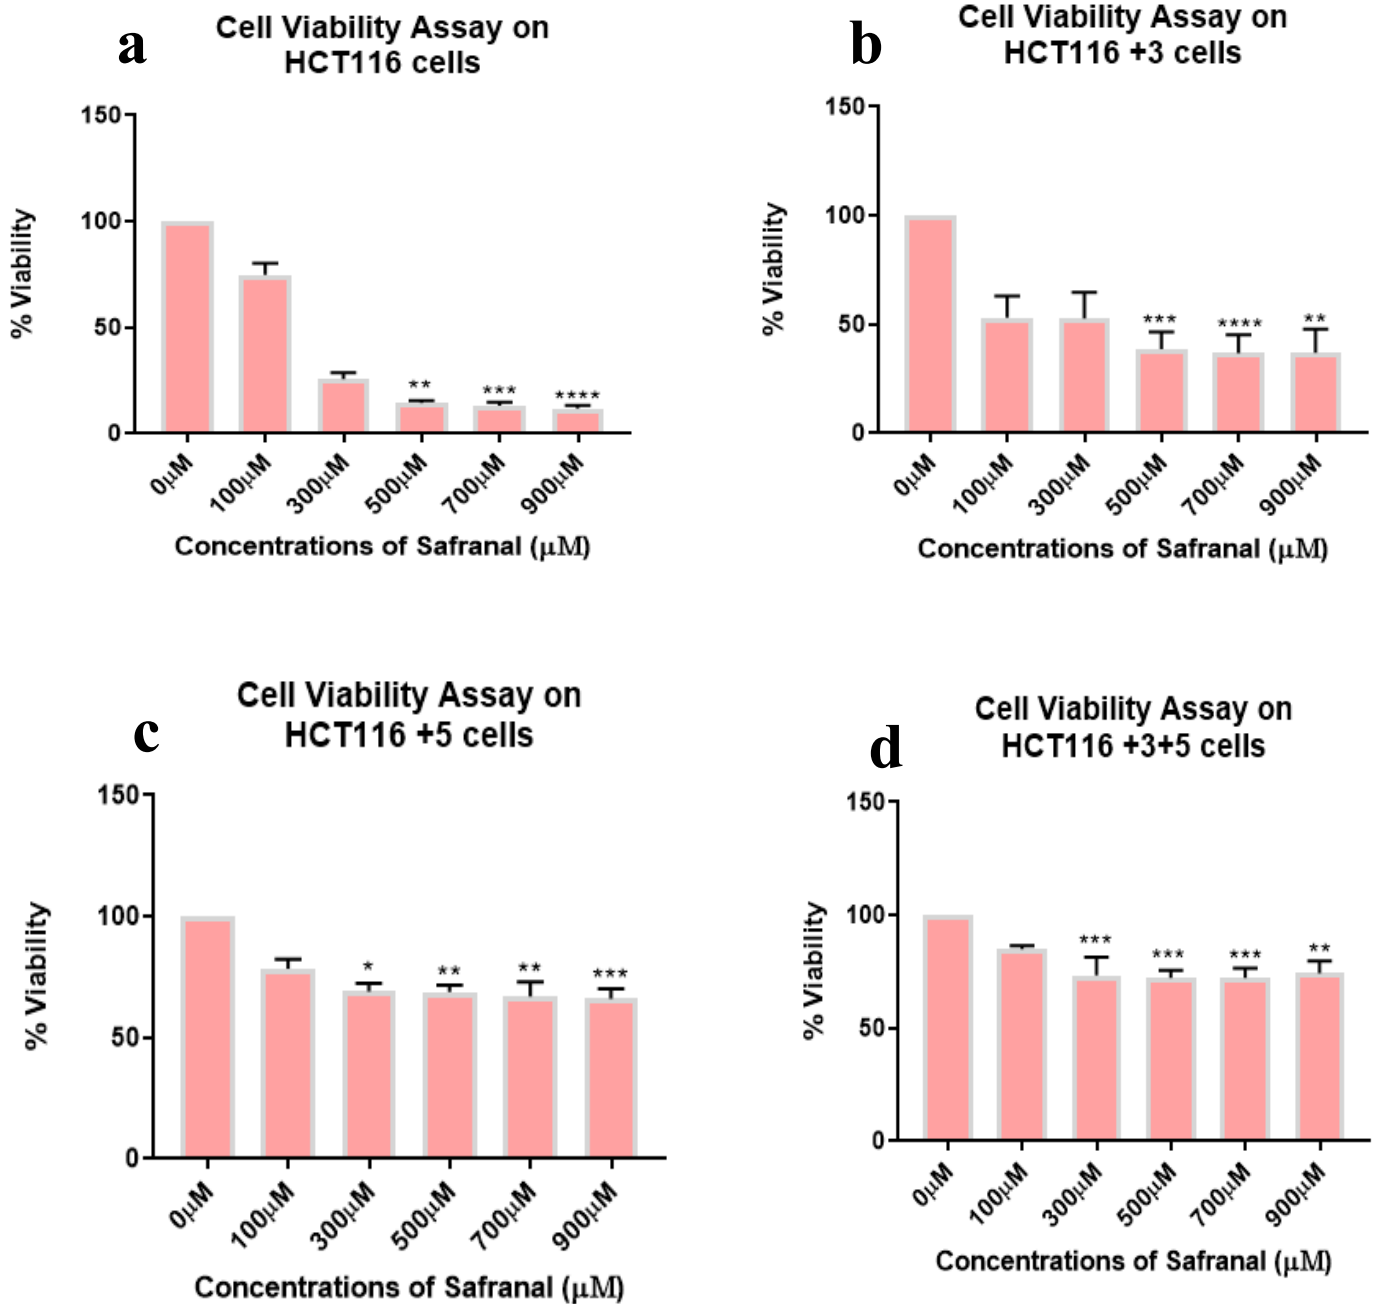 a
Cell Viability Assay on
HCT116 cells
% Viability
150
100
50
0
**
***
****
0μM
100μM
300μM
500μM
700μM
900μM
Concentrations of Safranal (μM)
b
Cell Viability Assay on
HCT116 +3 cells
% Viability
150
100
50
0
***
****
**
0μM
100μM
300μM
500μM
700μM
900μM
Concentrations of Safranal (μM)
c
Cell Viability Assay on
HCT116 +5 cells
% Viability
150
100
50
0
*
**
**
***
0μM
100μM
300μM
500μM
700μM
900μM
Concentrations of Safranal (μM)
d
Cell Viability Assay on
HCT116 +3+5 cells
% Viability
150
100
50
0
***
***
***
**
0μM
100μM
300μM
500μM
700μM
900μM
Concentrations of Safranal (μM)